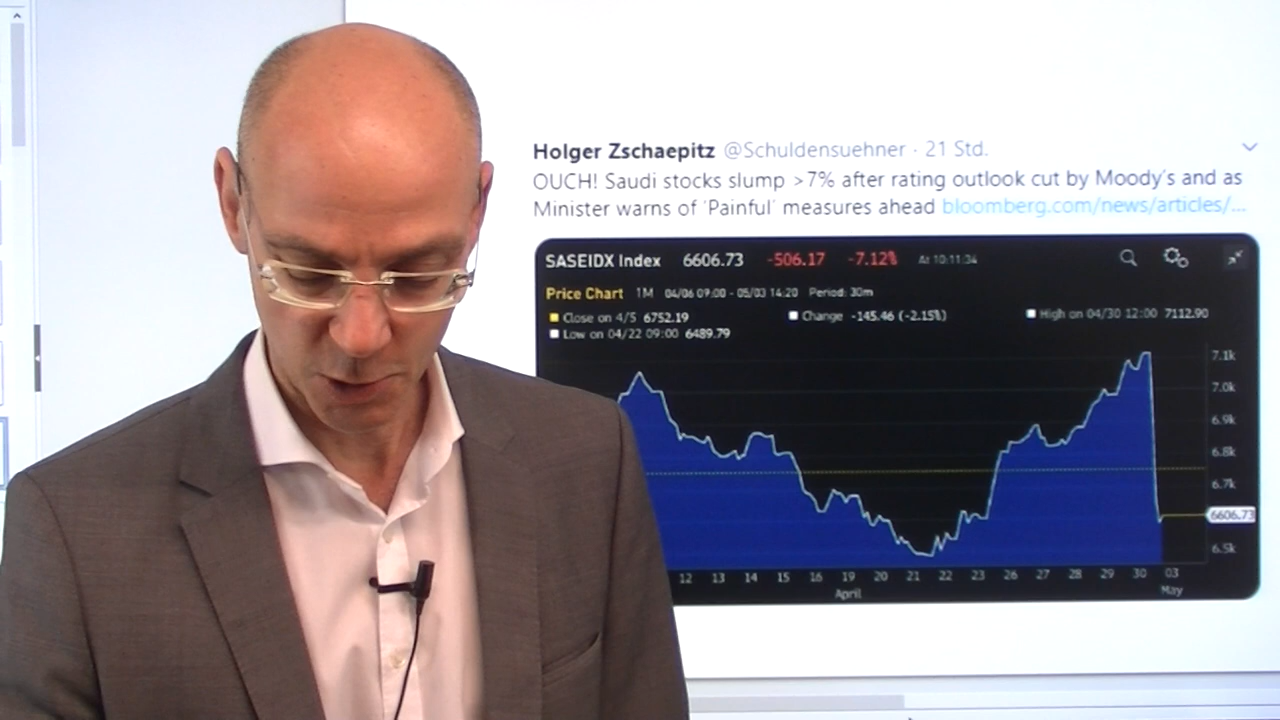 Holger Zschaepitz @Schuldensuehner · 21 Std.
OUCH! Saudi stocks slump >7% after rating outlook cut by Moody's and as
Minister warns of 'Painful' measures ahead bloomberg.com/news/articles/...
SASEIDX Index 6606.73 -506.17 -7.12% At 10:11:34
Price Chart 1M 04/06 09:00 - 05/03 14:20 Period: 30m
Close on 4/5 6752.19 Change -145.46 (-2.15%) High on 04/30 12:00 7112.90
Low on 04/22 09:00 6489.79
7.1k
7.0k
6.9k
6.8k
6.7k
6606.73
6.5k
12 13 14 15 16 19 20 21 22 23 26 27 28 29 30 03
April May